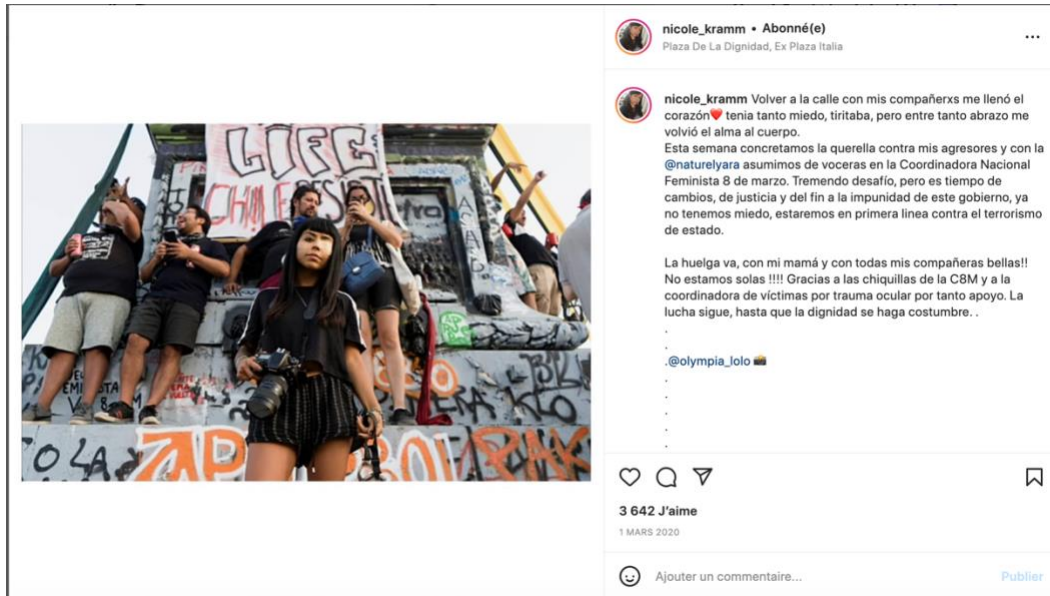 nicole_kramm • Abonné(e)
Plaza De La Dignidad, Ex Plaza Italia
nicole_kramm Volver a la calle con mis compañerxs me llenó el
corazón❤️ tenia tanto miedo, tiritaba, pero entre tanto abrazo me
volvió el alma al cuerpo.
Esta semana concretamos la querella contra mis agresores y con la
@naturelyara asumimos de voceras en la Coordinadora Nacional
Feminista 8 de marzo. Tremendo desafío, pero es tiempo de
cambios, de justicia y del fin a la impunidad de este gobierno, ya
no tenemos miedo, estaremos en primera linea contra el terrorismo
de estado.
La huelga va, con mi mamá y con todas mis compañeras bellas!!
No estamos solas !!!! Gracias a las chiquillas de la C8M y a la
coordinadora de víctimas por trauma ocular por tanto apoyo. La
lucha sigue, hasta que la dignidad se haga costumbre. .
.
.@olympia_lolo 📸
.
.
.
.
.
3 642 J'aime
1 MARS 2020
Ajouter un commentaire...
Publier
LIFE